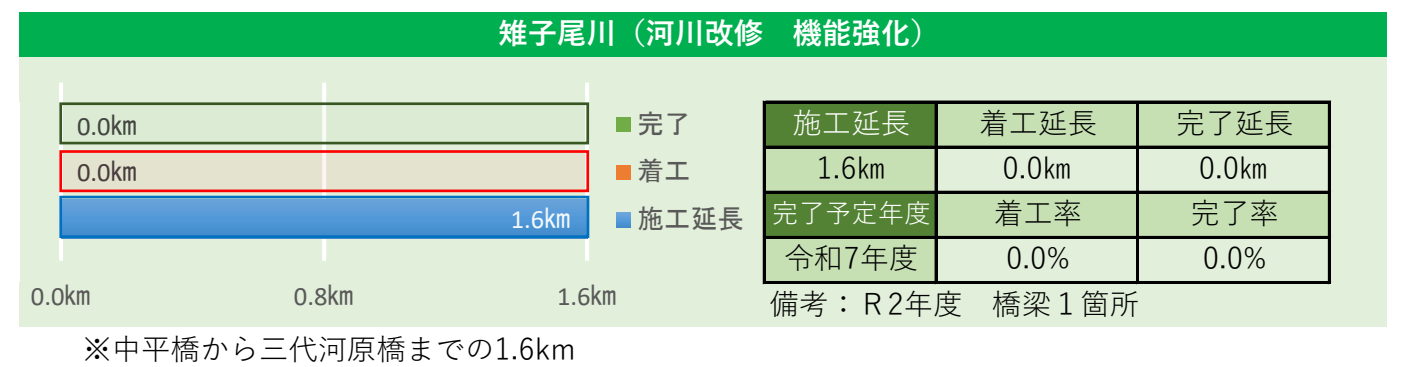 雉子尾川（河川改修　機能強化）
0.0km
0.0km
1.6km
■完了
■着工
■施工延長
0.0km 0.8km 1.6km
施工延長 着工延長 完了延長
1.6km 0.0km 0.0km
完了予定年度 着工率 完了率
令和7年度 0.0% 0.0%
備考：Ｒ2年度　橋梁１箇所
※中平橋から三代河原橋までの1.6km